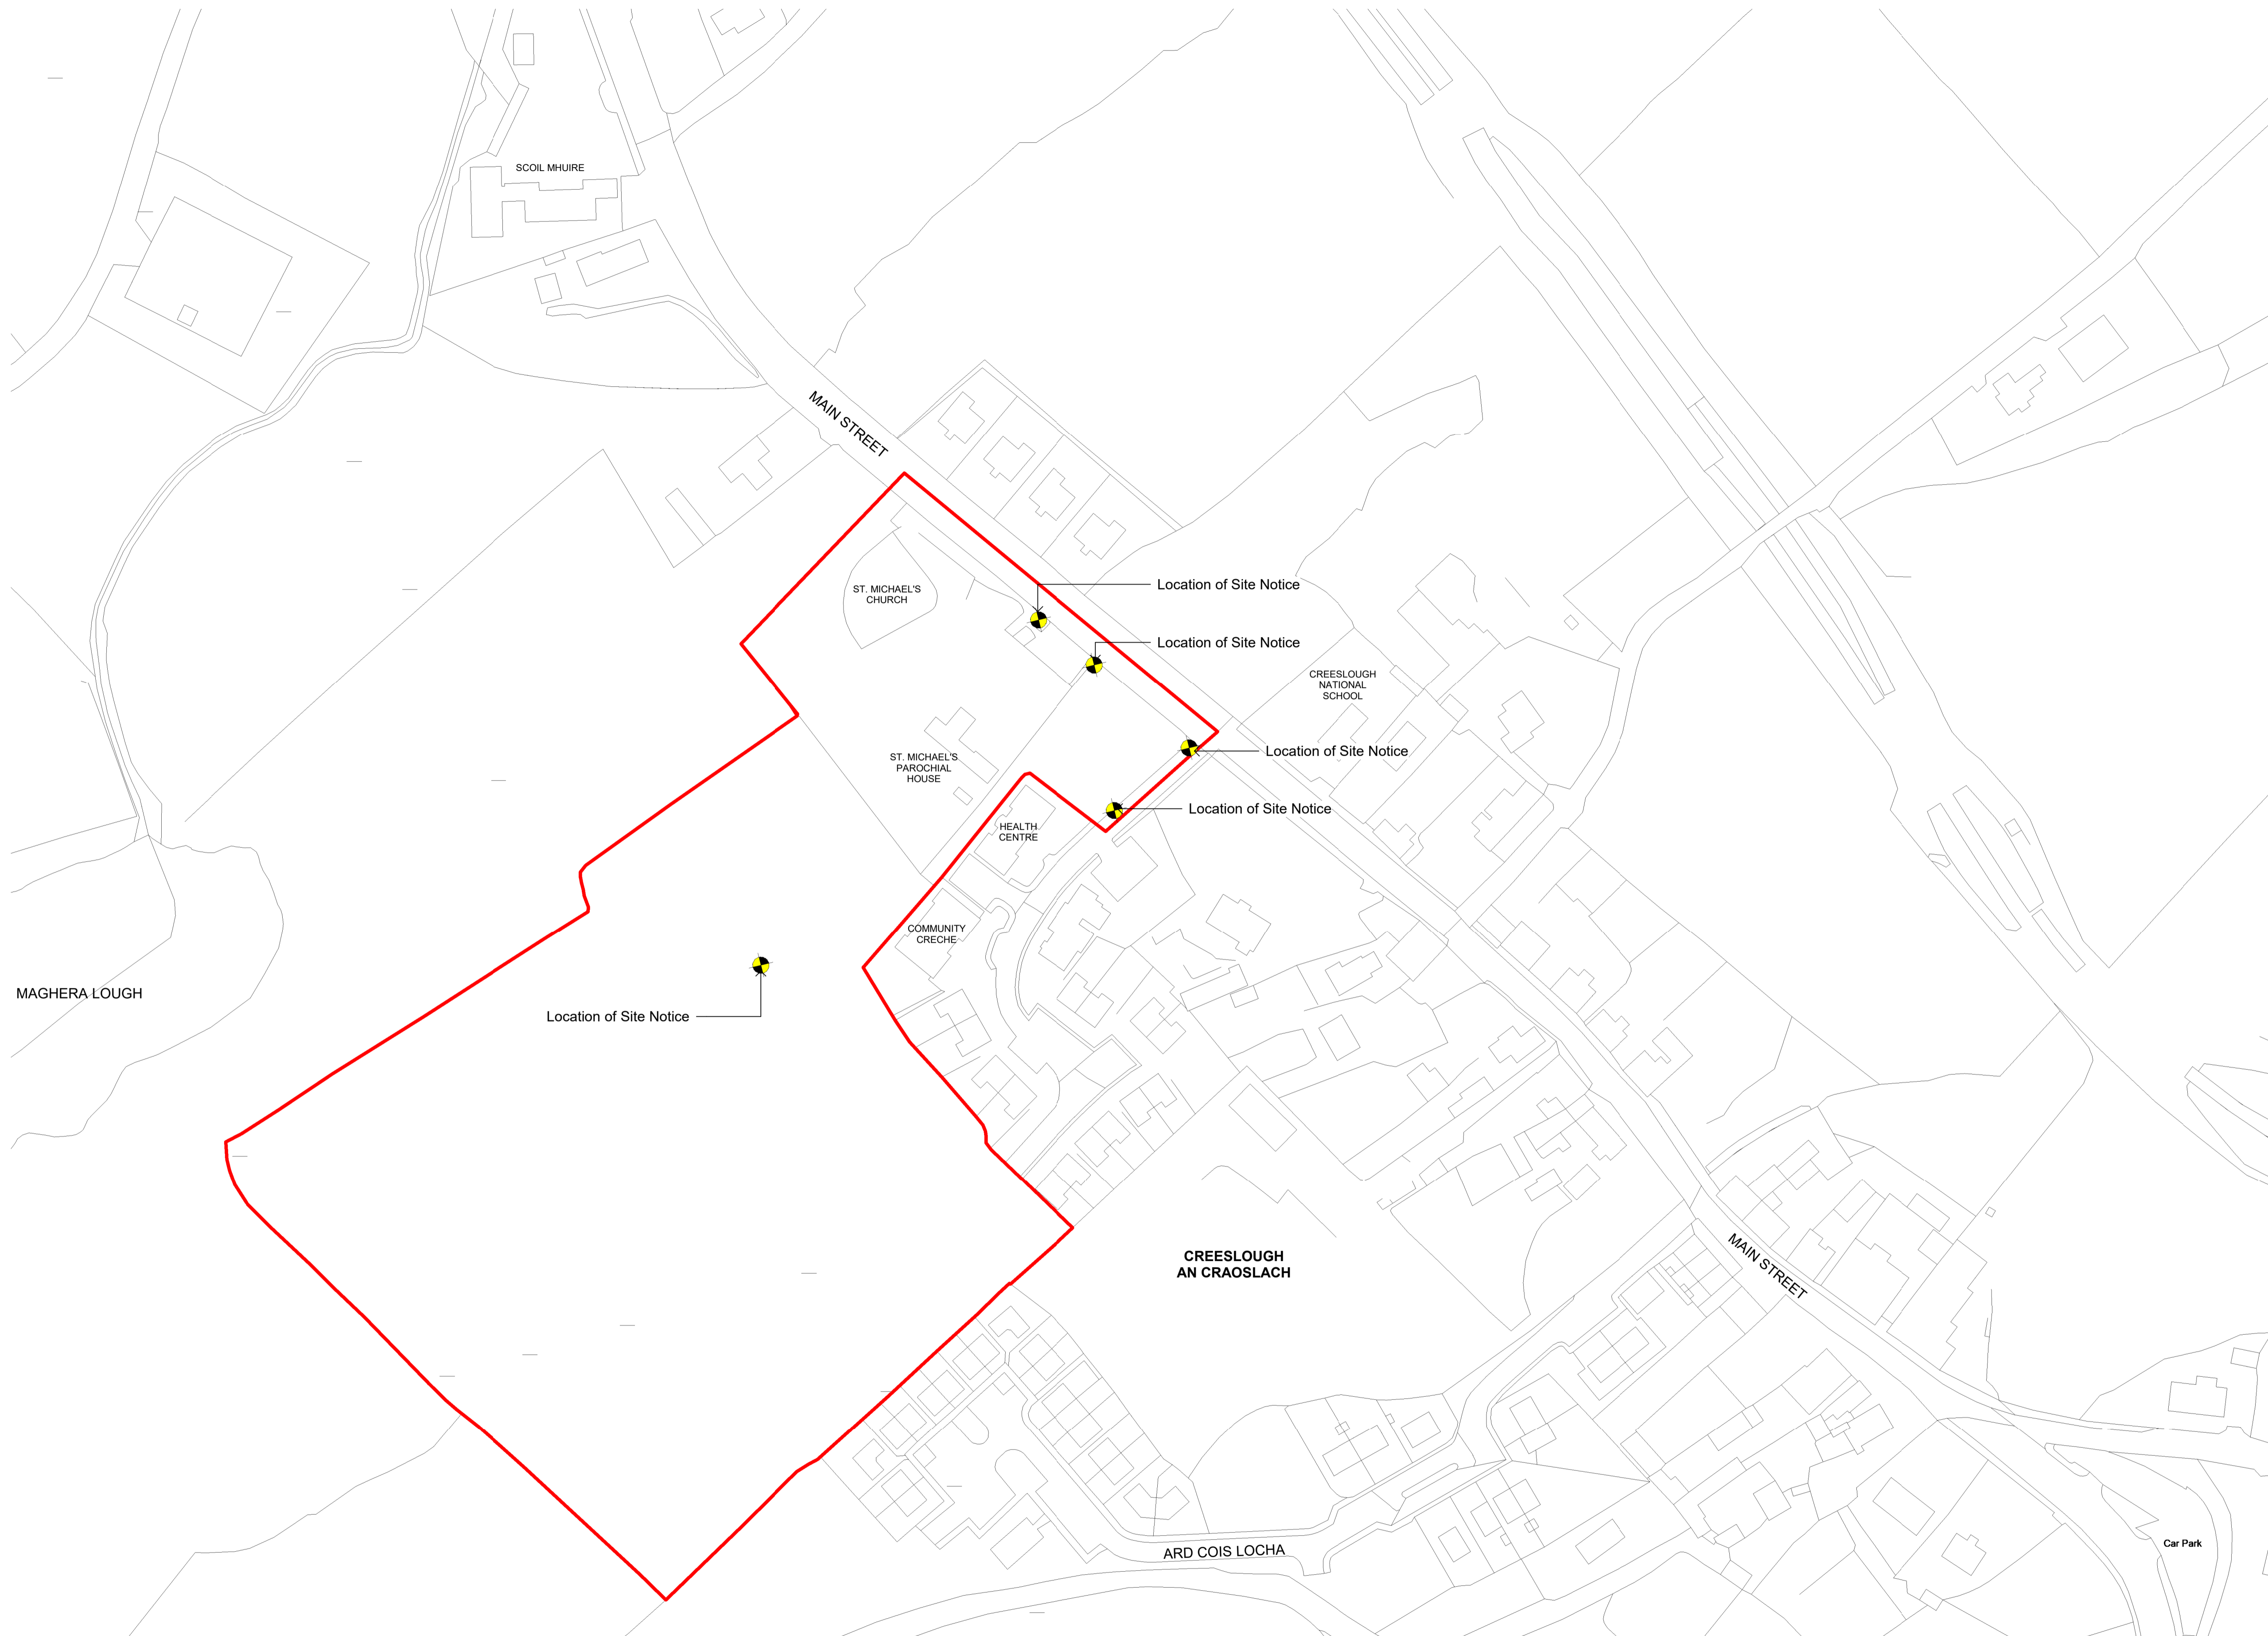 SCOIL MHUIRE
MAIN STREET
ST. MICHAEL'S
CHURCH
Location of Site Notice
Location of Site Notice
CREESLOUGH
NATIONAL
SCHOOL
Location of Site Notice
ST. MICHAEL'S
PAROCHIAL
HOUSE
Location of Site Notice
HEALTH
CENTRE
COMMUNITY
CRECHE
MAGHERA LOUGH
Location of Site Notice
CREESLOUGH
AN CRAOSLACH
MAIN STREET
ARD COIS LOCHA
Car Park